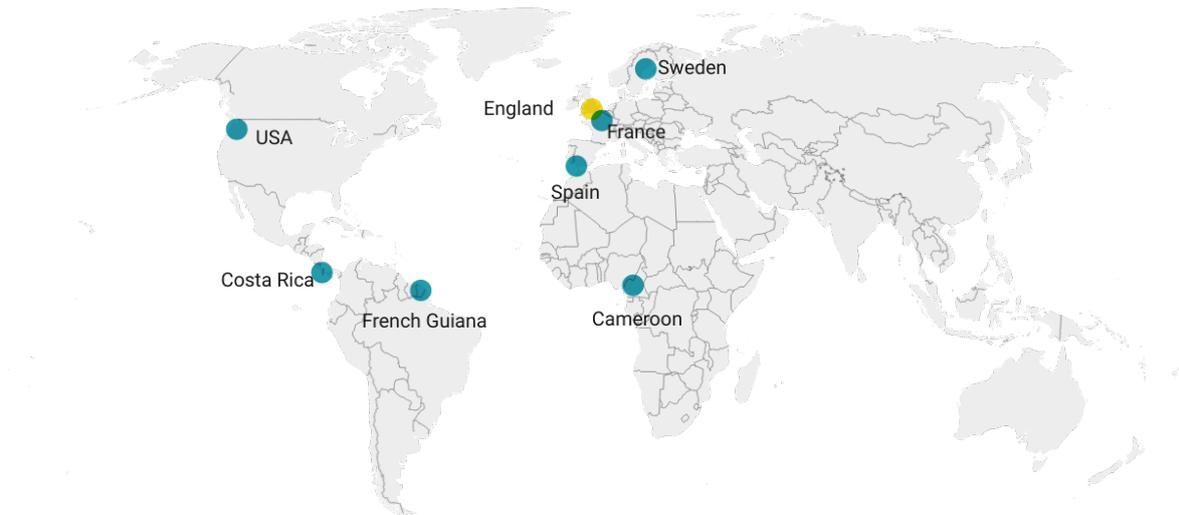 Sweden
England
France
USA
Spain
Costa Rica
French Guiana
Cameroon